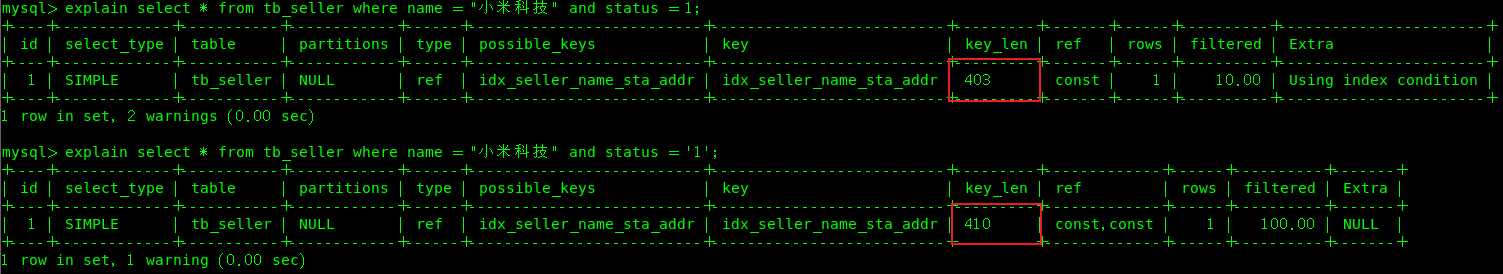 mysql> explain select * from tb_seller where name = "小米科技" and status =1;
+----+-------------+-----------+------------+------+--------------------------+--------------------------+---------+-------+------+----------+-----------------------+
| id | select_type | table | partitions | type | possible_keys | key | key_len | ref | rows | filtered | Extra |
+----+-------------+-----------+------------+------+--------------------------+--------------------------+---------+-------+------+----------+-----------------------+
| 1 | SIMPLE | tb_seller | NULL | ref | idx_seller_name_sta_addr | idx_seller_name_sta_addr | 403 | const | 1 | 10.00 | Using index condition |
+----+-------------+-----------+------------+------+--------------------------+--------------------------+---------+-------+------+----------+-----------------------+
1 row in set, 2 warnings (0.00 sec)
mysql> explain select * from tb_seller where name = "小米科技" and status ='1';
+----+-------------+-----------+------------+------+--------------------------+--------------------------+---------+-------------+------+----------+-------+
| id | select_type | table | partitions | type | possible_keys | key | key_len | ref | rows | filtered | Extra |
+----+-------------+-----------+------------+------+--------------------------+--------------------------+---------+-------------+------+----------+-------+
| 1 | SIMPLE | tb_seller | NULL | ref | idx_seller_name_sta_addr | idx_seller_name_sta_addr | 410 | const,const | 1 | 100.00 | NULL |
+----+-------------+-----------+------------+------+--------------------------+--------------------------+---------+-------------+------+----------+-------+
1 row in set, 1 warning (0.00 sec)